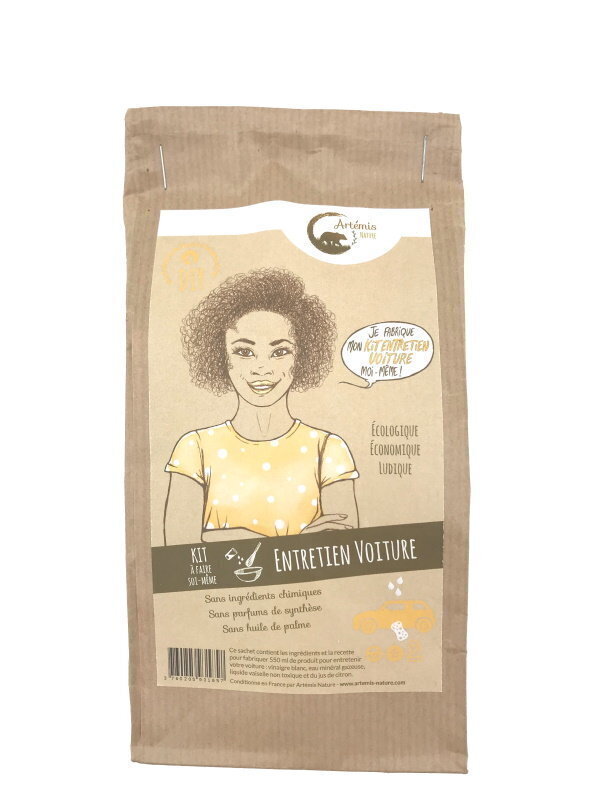 Artémis
Nature
Je fabrique
mon kit entretien
voiture
moi-même !
Écologique
Économique
Ludique
Kit
à faire
soi-même
Entretien Voiture
Sans ingrédients chimiques
Sans parfums de synthèse
Sans huile de palme
Ce sachet contient les ingrédients et la recette
pour fabriquer 550 ml de produit pour entretenir
votre voiture : vinaigre blanc, eau minéral gazeuse,
liquide vaiselle non toxique et du jus de citron.
Conditionné en France par Artémis Nature - www.artemis-nature.com